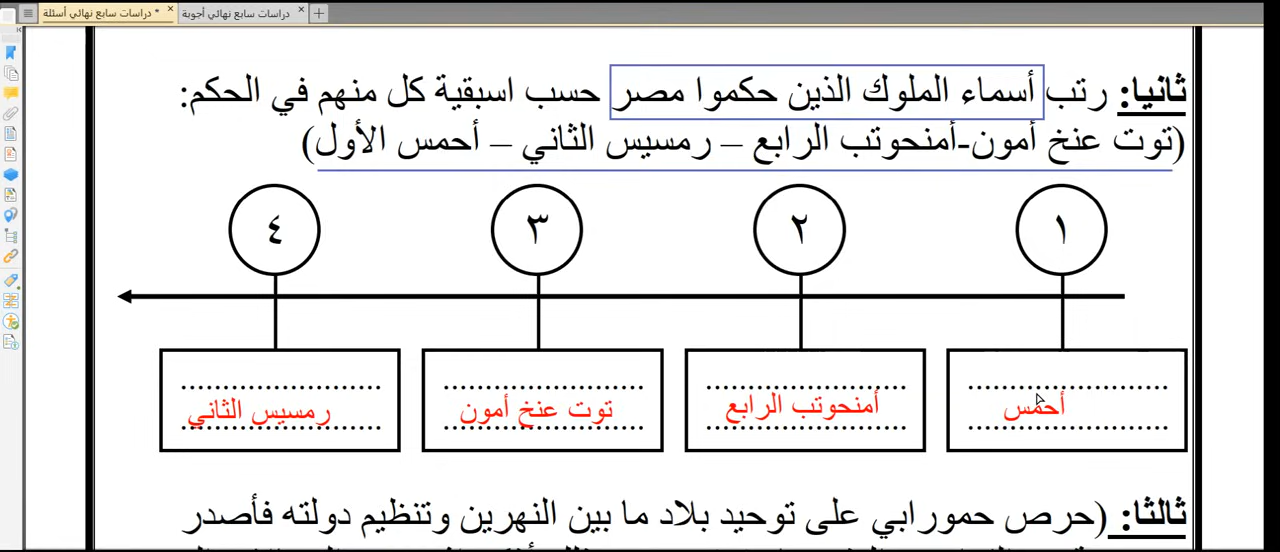 * دراسات سابع نهائي أسئلة
دراسات سابع نهائي أجوبة
ثانيا: رتب أسماء الملوك الذين حكموا مصر حسب اسبقية كل منهم في الحكم:
(توت عنخ أمون-أمنحوتب الرابع – رمسيس الثاني – أحمس الأول)
١ ٢ ٣ ٤
أحمس أمنحوتب الرابع توت عنخ أمون رمسيس الثاني
ثالثا: (حرص حمورابي على توحيد بلاد ما بين النهرين وتنظيم دولته فأصدر